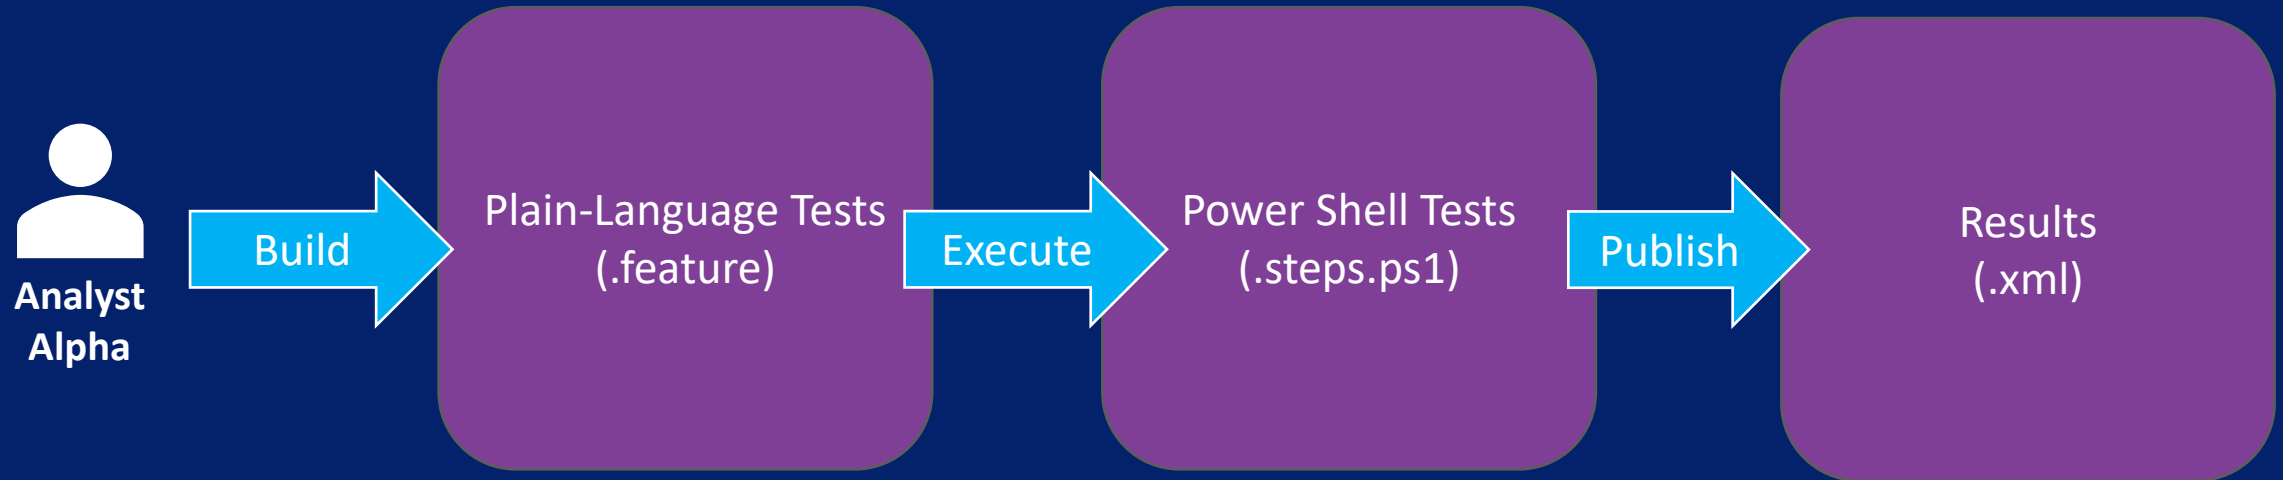 Analyst
Alpha
Build
Plain-Language Tests
(.feature)
Execute
Power Shell Tests
(.steps.ps1)
Publish
Results
(.xml)